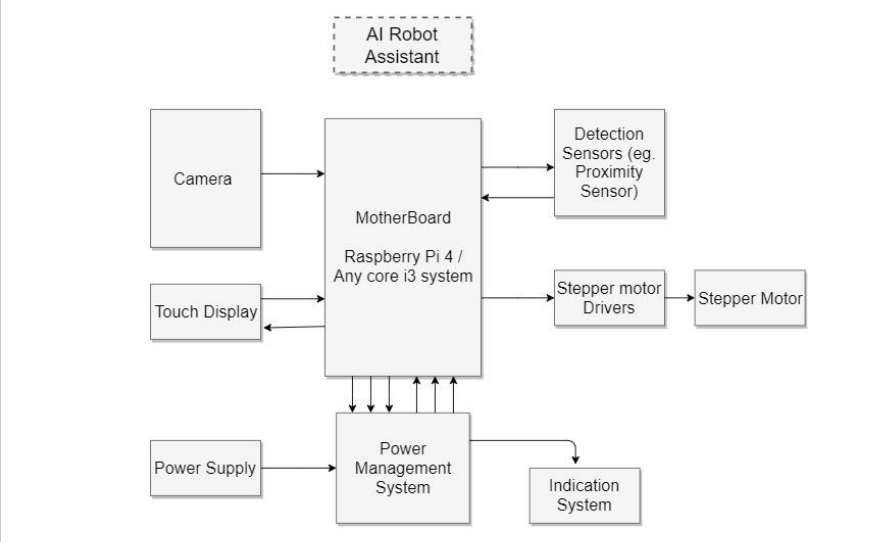 AI Robot
Assistant
Camera
MotherBoard
Raspberry Pi 4 /
Any core i3 system
Detection
Sensors (eg.
Proximity
Sensor)
Touch Display
Stepper motor
Drivers
Stepper Motor
Power Supply
Power
Management
System
Indication
System